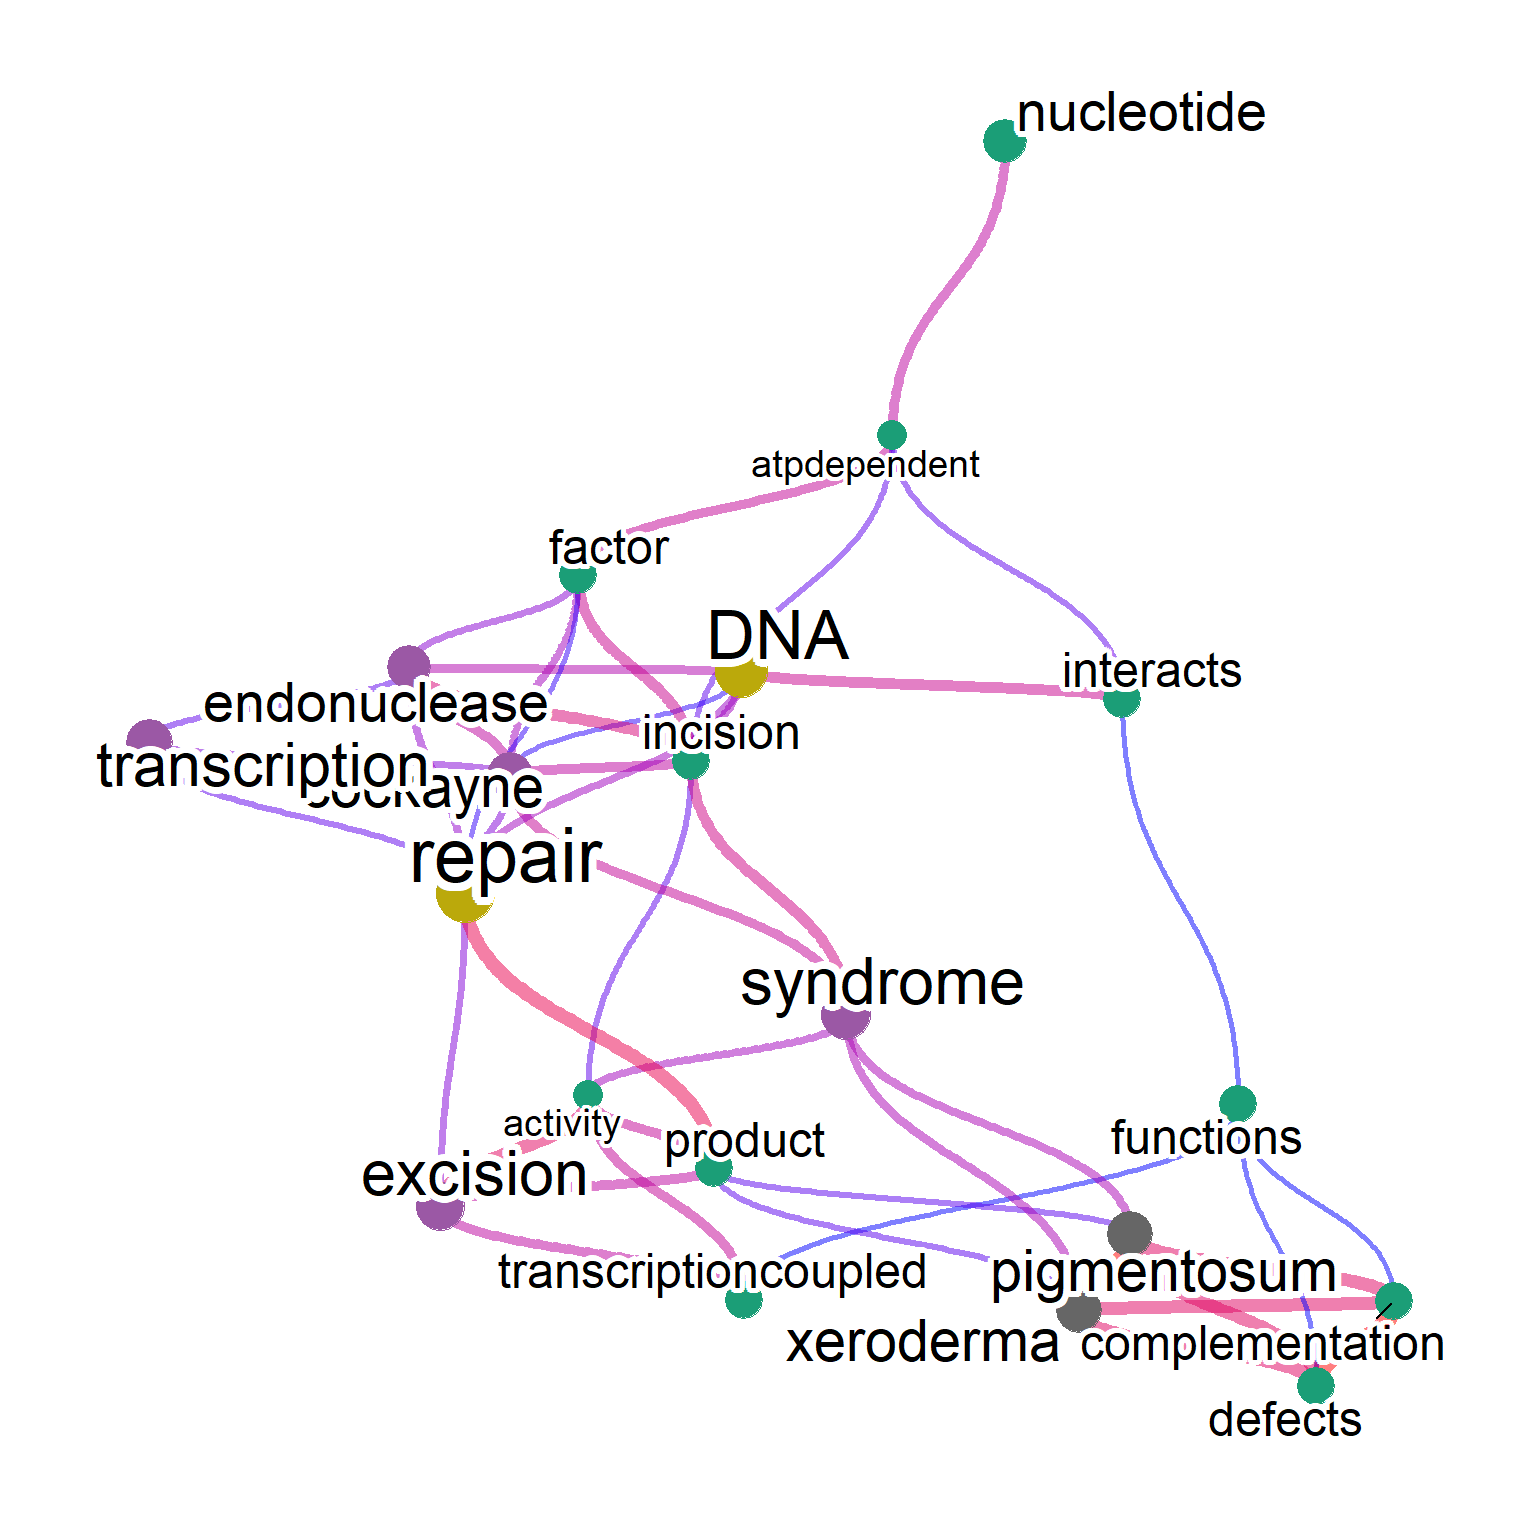 nucleotide
atpdependent
factor
DNA
interacts
endonuclease
incision
transcription
cockayne
repair
syndrome
activity
product
functions
excision
transcriptioncoupled
pigmentosum
xeroderma
complementation
defects